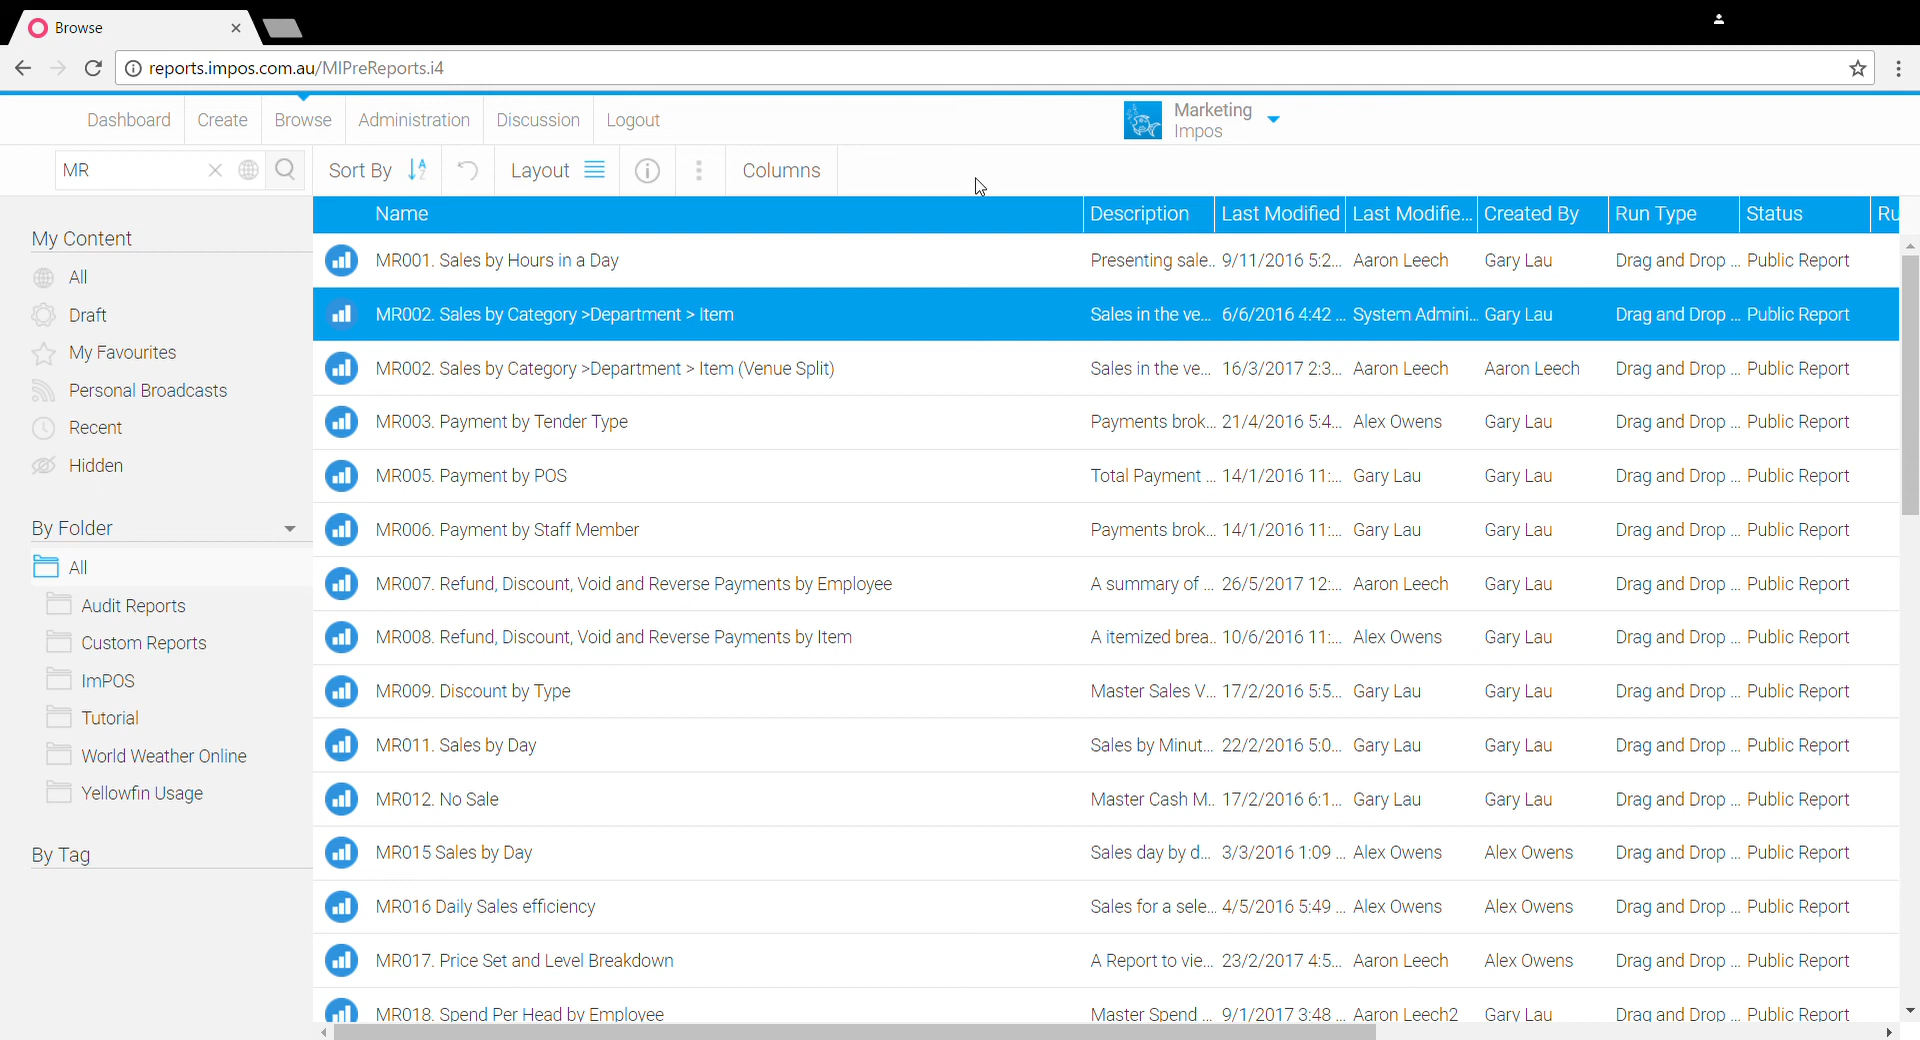 Browse
reports.impos.com.au/MIPreReports.i4
Dashboard Create Browse Administration Discussion Logout
Marketing
Impos
MR Sort By Layout Columns
Name Description Last Modified Last Modifie... Created By Run Type Status Ru
My Content
All
Draft
My Favourites
Personal Broadcasts
Recent
Hidden
By Folder
All
Audit Reports
Custom Reports
ImPOS
Tutorial
World Weather Online
Yellowfin Usage
By Tag
MR001. Sales by Hours in a Day Presenting sale.. 9/11/2016 5:2... Aaron Leech Gary Lau Drag and Drop ... Public Report
MR002. Sales by Category >Department > Item Sales in the ve... 6/6/2016 4:42 ... System Admini... Gary Lau Drag and Drop ... Public Report
MR002. Sales by Category >Department > Item (Venue Split) Sales in the ve... 16/3/2017 2:3... Aaron Leech Aaron Leech Drag and Drop ... Public Report
MR003. Payment by Tender Type Payments brok... 21/4/2016 5:4... Alex Owens Gary Lau Drag and Drop ... Public Report
MR005. Payment by POS Total Payment ... 14/1/2016 11:... Gary Lau Gary Lau Drag and Drop ... Public Report
MR006. Payment by Staff Member Payments brok... 14/1/2016 11:... Gary Lau Gary Lau Drag and Drop ... Public Report
MR007. Refund, Discount, Void and Reverse Payments by Employee A summary of ... 26/5/2017 12:... Aaron Leech Gary Lau Drag and Drop ... Public Report
MR008. Refund, Discount, Void and Reverse Payments by Item A itemized brea.. 10/6/2016 11:... Alex Owens Gary Lau Drag and Drop ... Public Report
MR009. Discount by Type Master Sales V... 17/2/2016 5:5... Gary Lau Gary Lau Drag and Drop ... Public Report
MR011. Sales by Day Sales by Minut... 22/2/2016 5:0... Gary Lau Gary Lau Drag and Drop ... Public Report
MR012. No Sale Master Cash M.. 17/2/2016 6:1... Gary Lau Gary Lau Drag and Drop ... Public Report
MR015 Sales by Day Sales day by d... 3/3/2016 1:09 ... Alex Owens Alex Owens Drag and Drop ... Public Report
MR016 Daily Sales efficiency Sales for a sele... 4/5/2016 5:49 ... Alex Owens Alex Owens Drag and Drop ... Public Report
MR017. Price Set and Level Breakdown A Report to vie... 23/2/2017 4:5... Aaron Leech Alex Owens Drag and Drop ... Public Report
MR018. Spend Per Head by Employee Master Spend ... 9/1/2017 3:48 ... Aaron Leech2 Gary Lau Drag and Drop ... Public Report